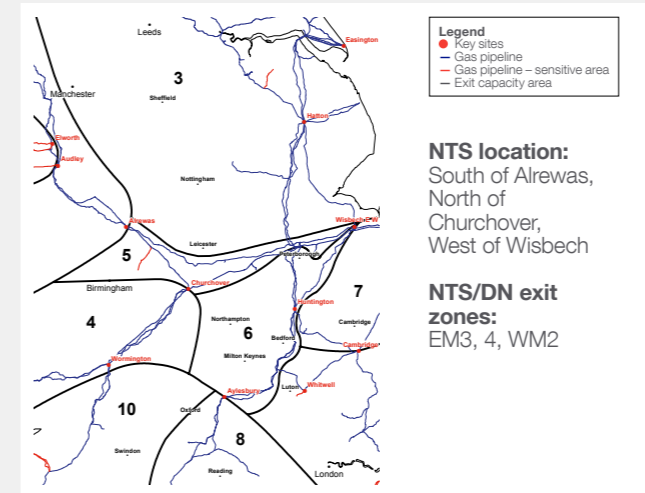 Leeds
Easington
3
Manchester
Sheffield
Hatton
Elworth
Audley
Nottingham
Alrewas
Wisbech
Leicester
5
Peterborough
Birmingham
Churchover
7
Huntington
4
Northampton
Cambridge
6
Bedford
Milton Keynes
Cambridge
Wormington
Luton
Whitwell
Aylesbury
10
Oxford
8
Swindon
Reading
London
Legend
Key sites
Gas pipeline
Gas pipeline – sensitive area
Exit capacity area
NTS location:
South of Alrewas,
North of
Churchover,
West of Wisbech
NTS/DN exit
zones:
EM3, 4, WM2